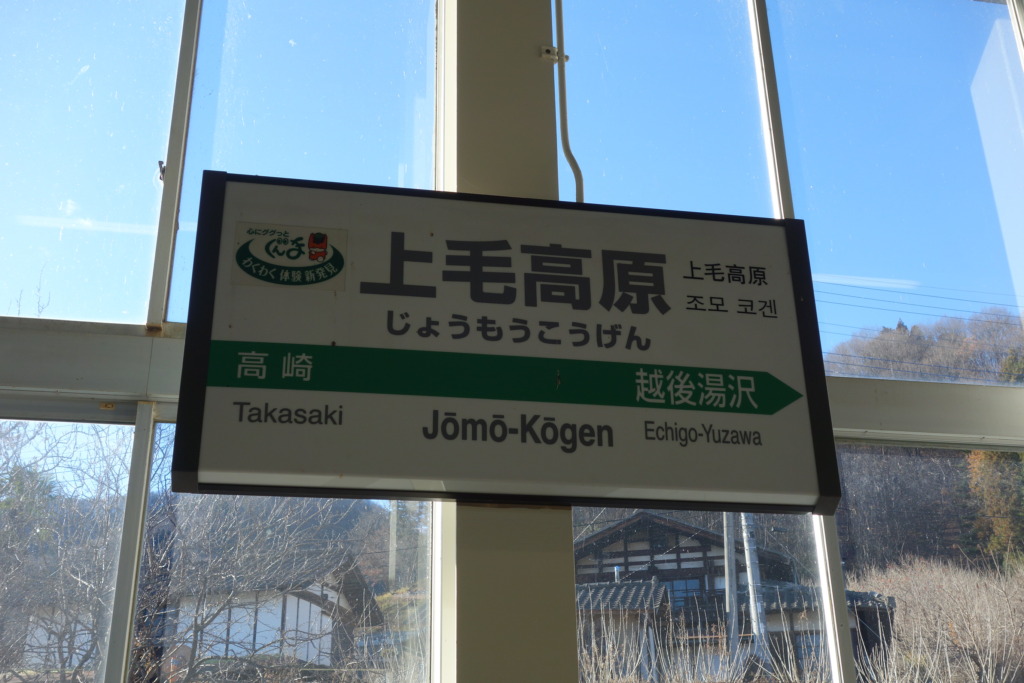 心にググっと
ぐんま
わくわく 体験 新発見
上毛高原
じょうもうこうげん
上毛高原
조모 코겐
高崎
越後湯沢
Takasaki
Jōmō-Kōgen
Echigo-Yuzawa